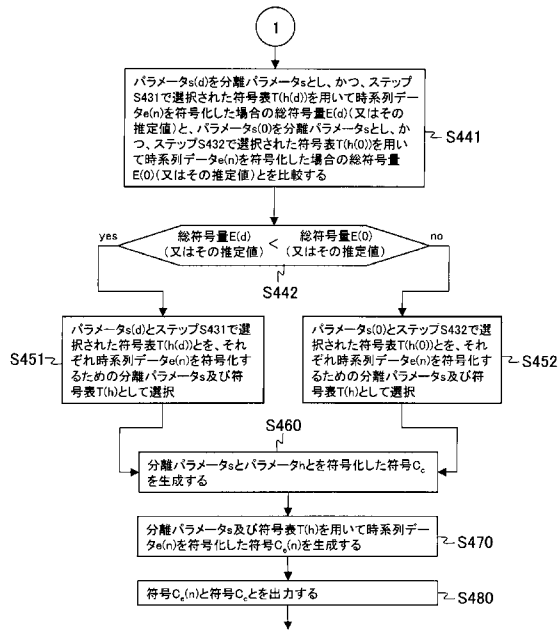 1
パラメータs(d)を分離パラメータsとし、かつ、ステップ
S431で選択された符号表T(h(d))を用いて時系列デー
タe(n)を符号化した場合の総符号量E(d)(又はその
推定値)と、パラメータs(0)を分離パラメータsとし、か
つ、ステップS432で選択された符号表T(h(0))を用い
て時系列データe(n)を符号化した場合の総符号量
E(0)(又はその推定値)とを比較する
S441
yes
総符号量E(d)
(又はその推定値)
<
総符号量E(0)
(又はその推定値)
no
S442
パラメータs(d)とステップS431で
選択された符号表T(h(d))とを、それ
ぞれ時系列データe(n)を符号化す
るための分離パラメータs及び符
号表T(h)として選択
S451
パラメータs(0)とステップS432で選
択された符号表T(h(0))とを、それ
ぞれ時系列データe(n)を符号化す
るための分離パラメータs及び符
号表T(h)として選択
S452
S460
分離パラメータsとパラメータhとを符号化した符号Cc
を生成する
分離パラメータs及び符号表T(h)を用いて時系列デー
タe(n)を符号化した符号Ce(n)を生成する
S470
符号Ce(n)と符号Ccとを出力する
S480